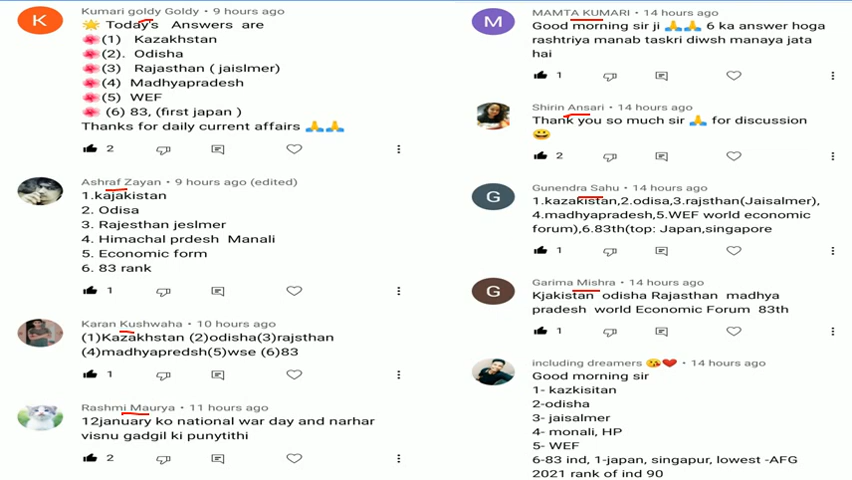 K
Kumari goldy Goldy • 9 hours ago
🌟 Today's Answers are
🌺(1) Kazakhstan
🌺(2). Odisha
🌺(3) Rajasthan ( jaislmer)
🌺(4) Madhyapradesh
🌺(5) WEF
🌺 (6) 83, (first japan )
Thanks for daily current affairs 🙏🙏
2
Ashraf Zayan • 9 hours ago (edited)
1.kajakistan
2. Odisa
3. Rajesthan jeslmer
4. Himachal prdesh Manali
5. Economic form
6. 83 rank
1
Karan Kushwaha • 10 hours ago
(1)Kazakhstan (2)odisha(3)rajsthan
(4)madhyapredsh(5)wse (6)83
1
Rashmi Maurya • 11 hours ago
12january ko national war day and narhar
visnu gadgil ki punytithi
2
M
MAMTA KUMARI • 14 hours ago
Good morning sir ji 🙏🙏 6 ka answer hoga
rashtriya manab taskri diwsh manaya jata
hai
1
Shirin Ansari • 14 hours ago
Thank you so much sir 🙏 for discussion
😀
2
G
Gunendra Sahu • 14 hours ago
1.kazakistan,2.odisa,3.rajsthan(Jaisalmer),
4.madhyapradesh,5.WEF world economic
forum),6.83th(top: Japan,singapore
1
G
Garima Mishra • 14 hours ago
Kjakistan odisha Rajasthan madhya
pradesh world Economic Forum 83th
1
including dreamers 😘❤️ • 14 hours ago
Good morning sir
1- kazkisitan
2-odisha
3- jaisalmer
4- monali, HP
5- WEF
6-83 ind, 1-japan, singapur, lowest -AFG
2021 rank of ind 90